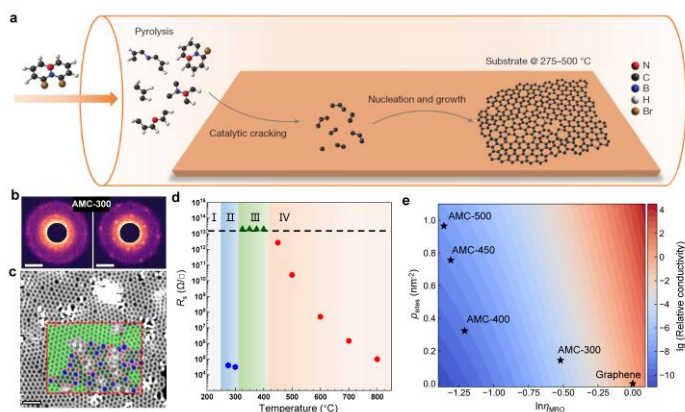 a
Pyrolysis
Substrate @ 275–500 °C
N
C
B
H
Br
Catalytic cracking
Nucleation and growth
b
AMC-300
c
d
I II III IV
10^15
10^14
10^13
10^12
10^11
10^10
10^9
10^8
10^7
10^6
10^5
10^4
R_s (Ω/□)
200 300 400 500 600 700 800
Temperature (°C)
e
AMC-500
AMC-450
AMC-400
AMC-300
Graphene
1.0
0.8
0.6
0.4
0.2
0.0
ρ_sites (nm⁻²)
-1.25 -1.00 -0.75 -0.50 -0.25 0.00
lnη_MRO
4
2
0
-2
-4
-6
-8
-10
lg (Relative conductivity)